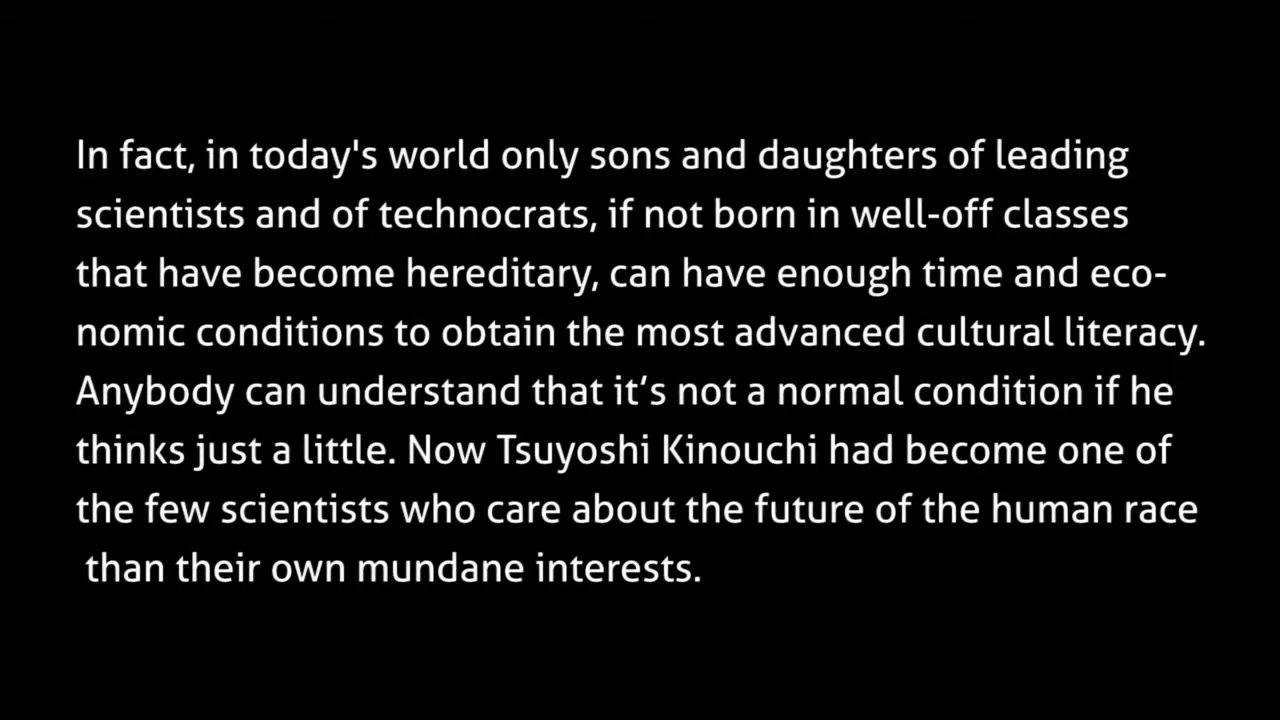 In fact, in today's world only sons and daughters of leading
scientists and of technocrats, if not born in well-off classes
that have become hereditary, can have enough time and eco-
nomic conditions to obtain the most advanced cultural literacy.
Anybody can understand that it’s not a normal condition if he
thinks just a little. Now Tsuyoshi Kinouchi had become one of
the few scientists who care about the future of the human race
than their own mundane interests.